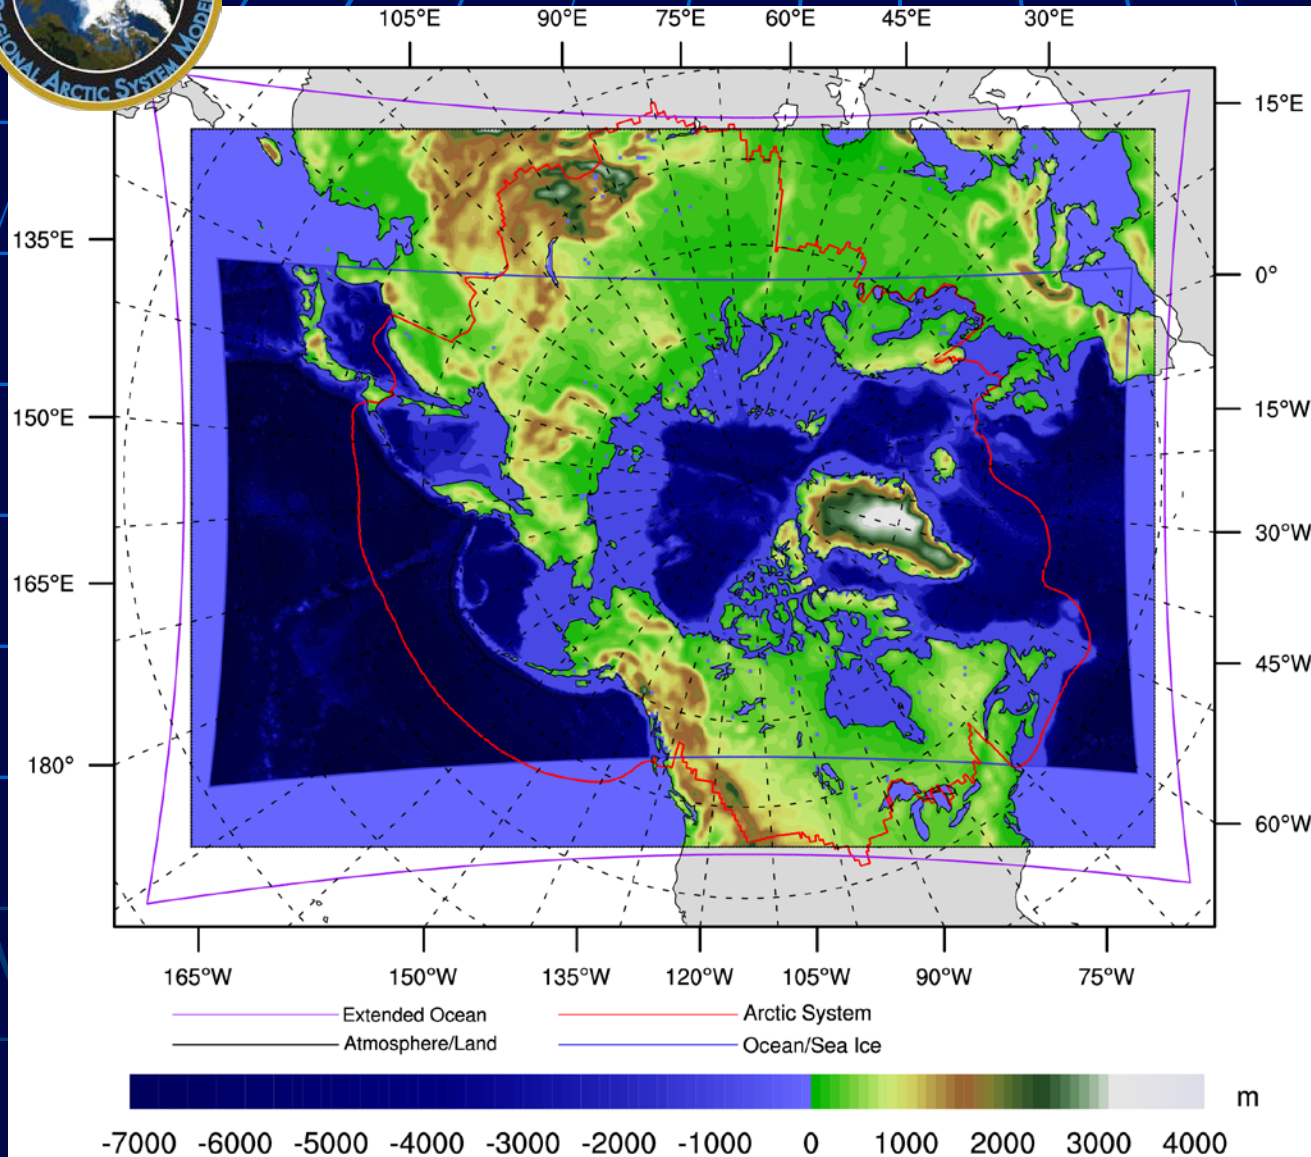 REGIONAL ARCTIC SYSTEM MODEL
105°E 90°E 75°E 60°E 45°E 30°E
15°E
135°E
0°
150°E
15°W
30°W
165°E
45°W
180°
60°W
165°W 150°W 135°W 120°W 105°W 90°W 75°W
Extended Ocean Arctic System
Atmosphere/Land Ocean/Sea Ice
m
-7000 -6000 -5000 -4000 -3000 -2000 -1000 0 1000 2000 3000 4000